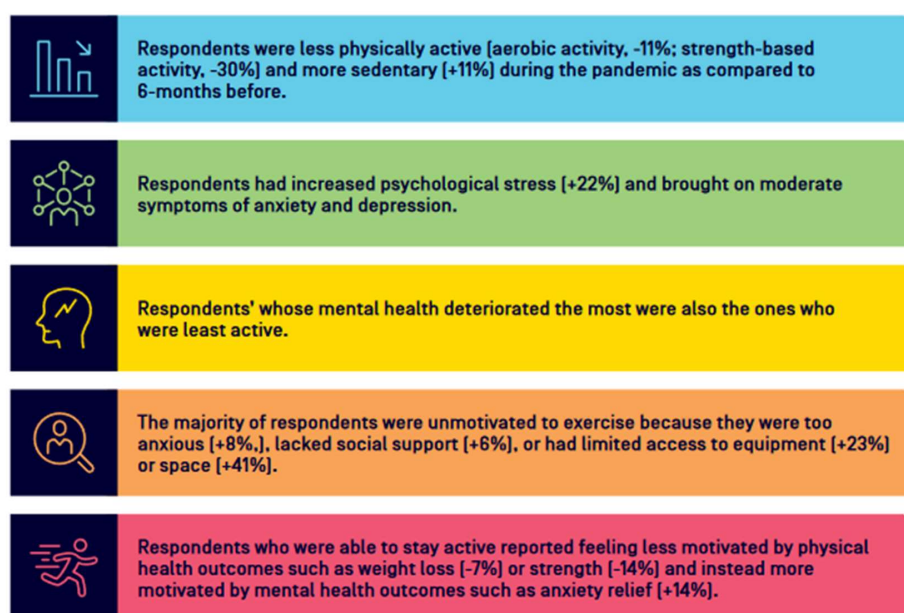 Respondents were less physically active (aerobic activity, -11%; strength-based
activity, -30%) and more sedentary (+11%) during the pandemic as compared to
6-months before.
Respondents had increased psychological stress (+22%) and brought on moderate
symptoms of anxiety and depression.
Respondents' whose mental health deteriorated the most were also the ones who
were least active.
The majority of respondents were unmotivated to exercise because they were too
anxious (+8%,), lacked social support (+6%), or had limited access to equipment (+23%)
or space (+41%).
Respondents who were able to stay active reported feeling less motivated by physical
health outcomes such as weight loss (-7%) or strength (-14%) and instead more
motivated by mental health outcomes such as anxiety relief (+14%).